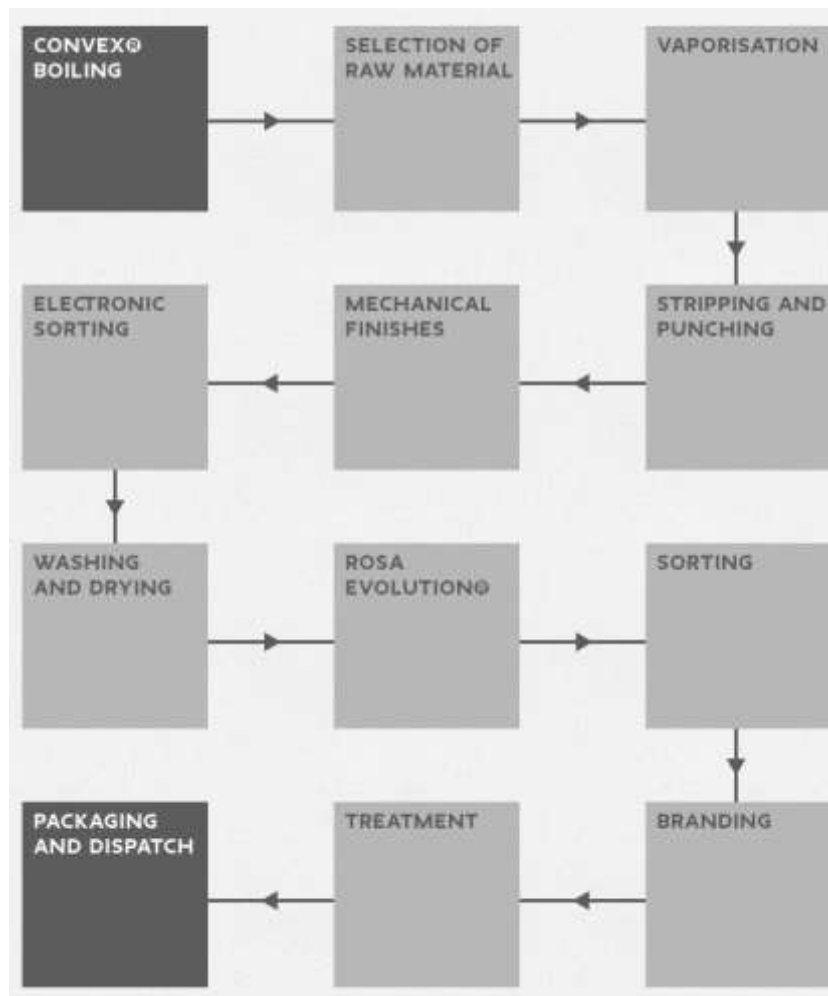 CONVEX®
BOILING
SELECTION OF
RAW MATERIAL
VAPORISATION
STRIPPING AND
PUNCHING
MECHANICAL
FINISHES
ELECTRONIC
SORTING
WASHING
AND DRYING
ROSA
EVOLUTION®
SORTING
BRANDING
TREATMENT
PACKAGING
AND DISPATCH